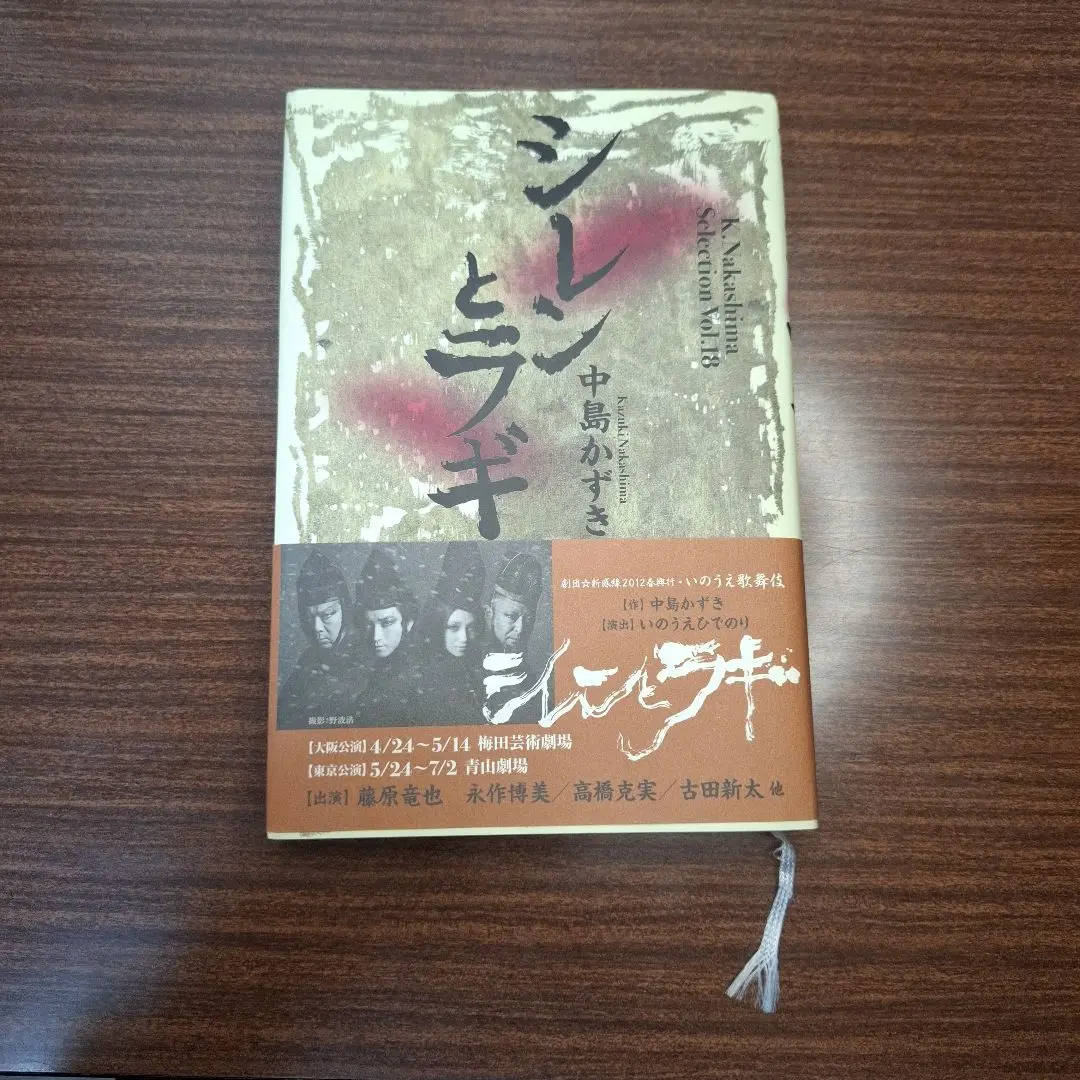 シレンとラギ
K. Nakashima
Selection Vol.18
中島かずき
Kazuki Nakashima
劇団☆新感線2012春興行・いのうえ歌舞伎
【作】中島かずき
【演出】いのうえひでのり
シレンとラギ
撮影:野波浩
【大阪公演】4/24〜5/14 梅田芸術劇場
【東京公演】5/24〜7/2 青山劇場
【出演】藤原竜也 永作博美/高橋克実/古田新太 他